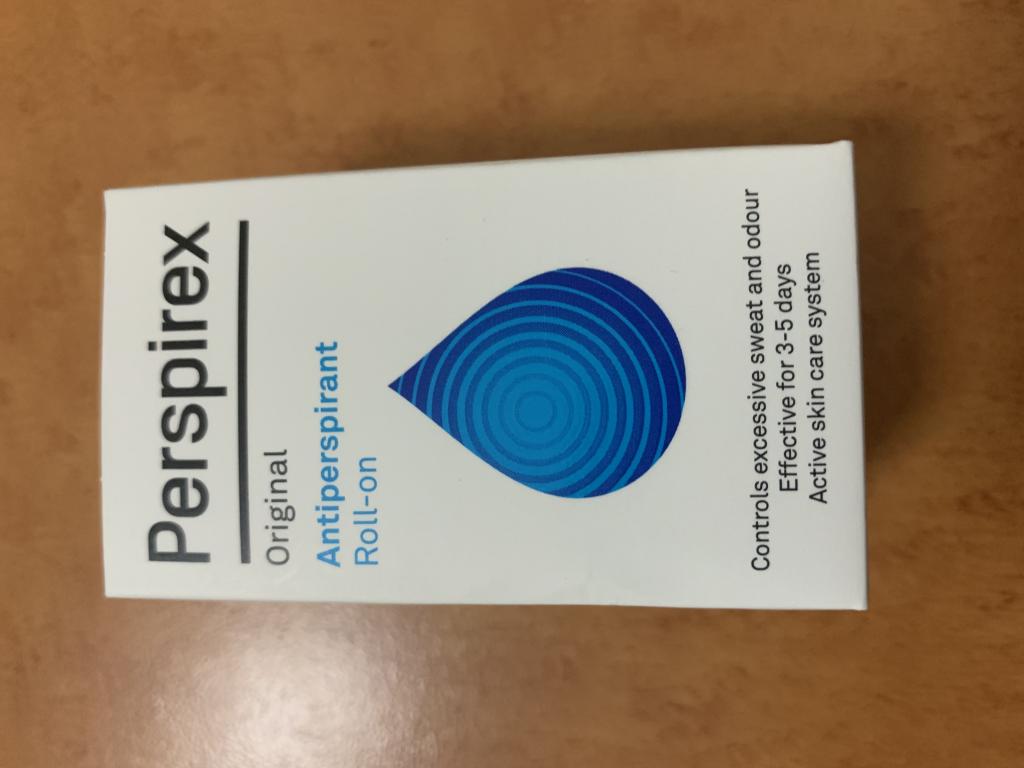 Perspirex
Original
Antiperspirant
Roll-on
Controls excessive sweat and odour
Effective for 3-5 days
Active skin care system